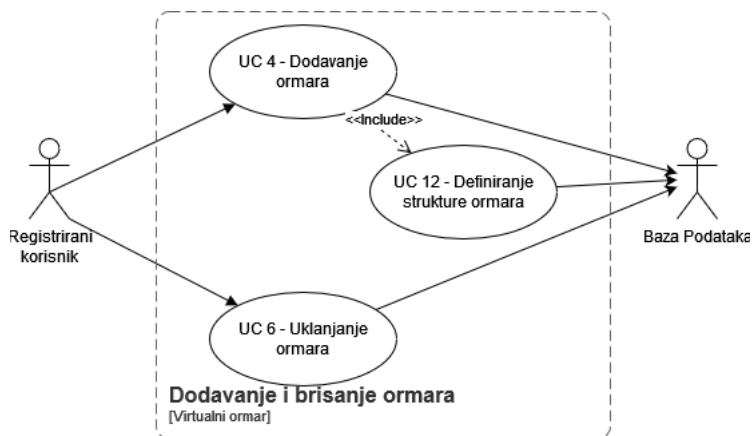 UC 4 - Dodavanje
ormara
<<Include>>
UC 12 - Definiranje
strukture ormara
Registrirani
korisnik
Baza Podataka
UC 6 - Uklanjanje
ormara
Dodavanje i brisanje ormara
[Virtualni ormar]